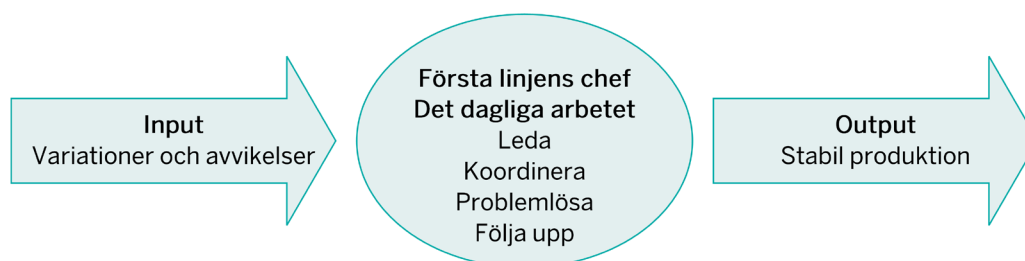 Input
Variationer och avvikelser
Första linjens chef
Det dagliga arbetet
Leda
Koordinera
Problemlösa
Följa upp
Output
Stabil produktion